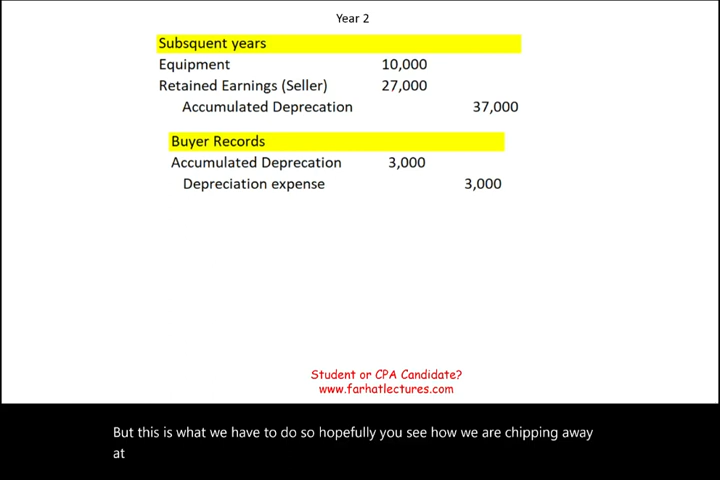 Year 2
Subsquent years
Equipment 10,000
Retained Earnings (Seller) 27,000
Accumulated Deprecation 37,000
Buyer Records
Accumulated Deprecation 3,000
Depreciation expense 3,000
Student or CPA Candidate?
www.farhatlectures.com
But this is what we have to do so hopefully you see how we are chipping away
at